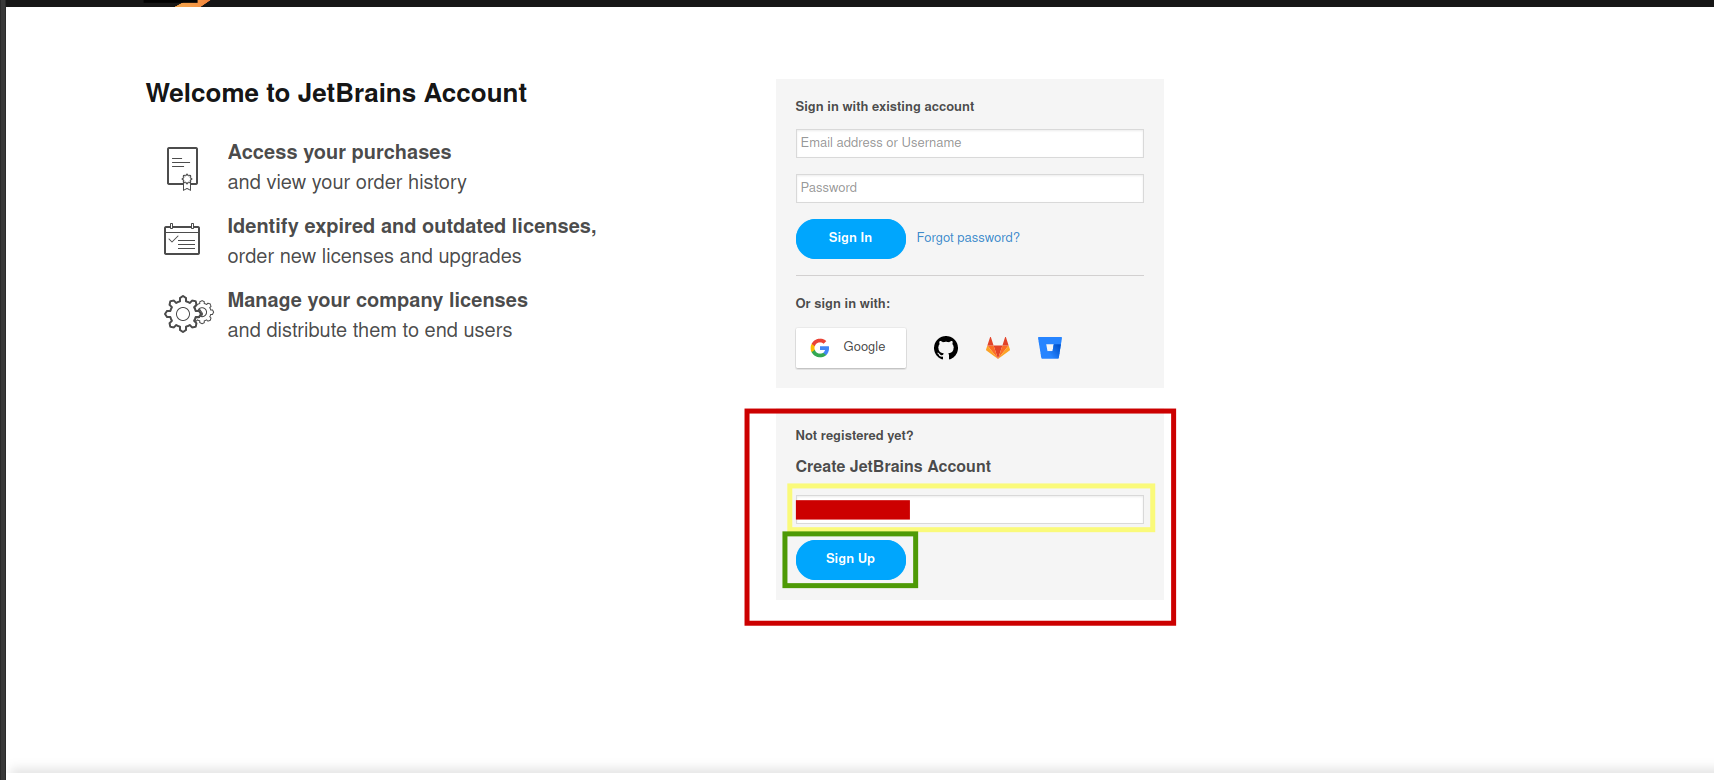 Welcome to JetBrains Account
Access your purchases
and view your order history
Identify expired and outdated licenses,
order new licenses and upgrades
Manage your company licenses
and distribute them to end users
Sign in with existing account
Email address or Username
Password
Sign In
Forgot password?
Or sign in with:
Google
Not registered yet?
Create JetBrains Account
Sign Up